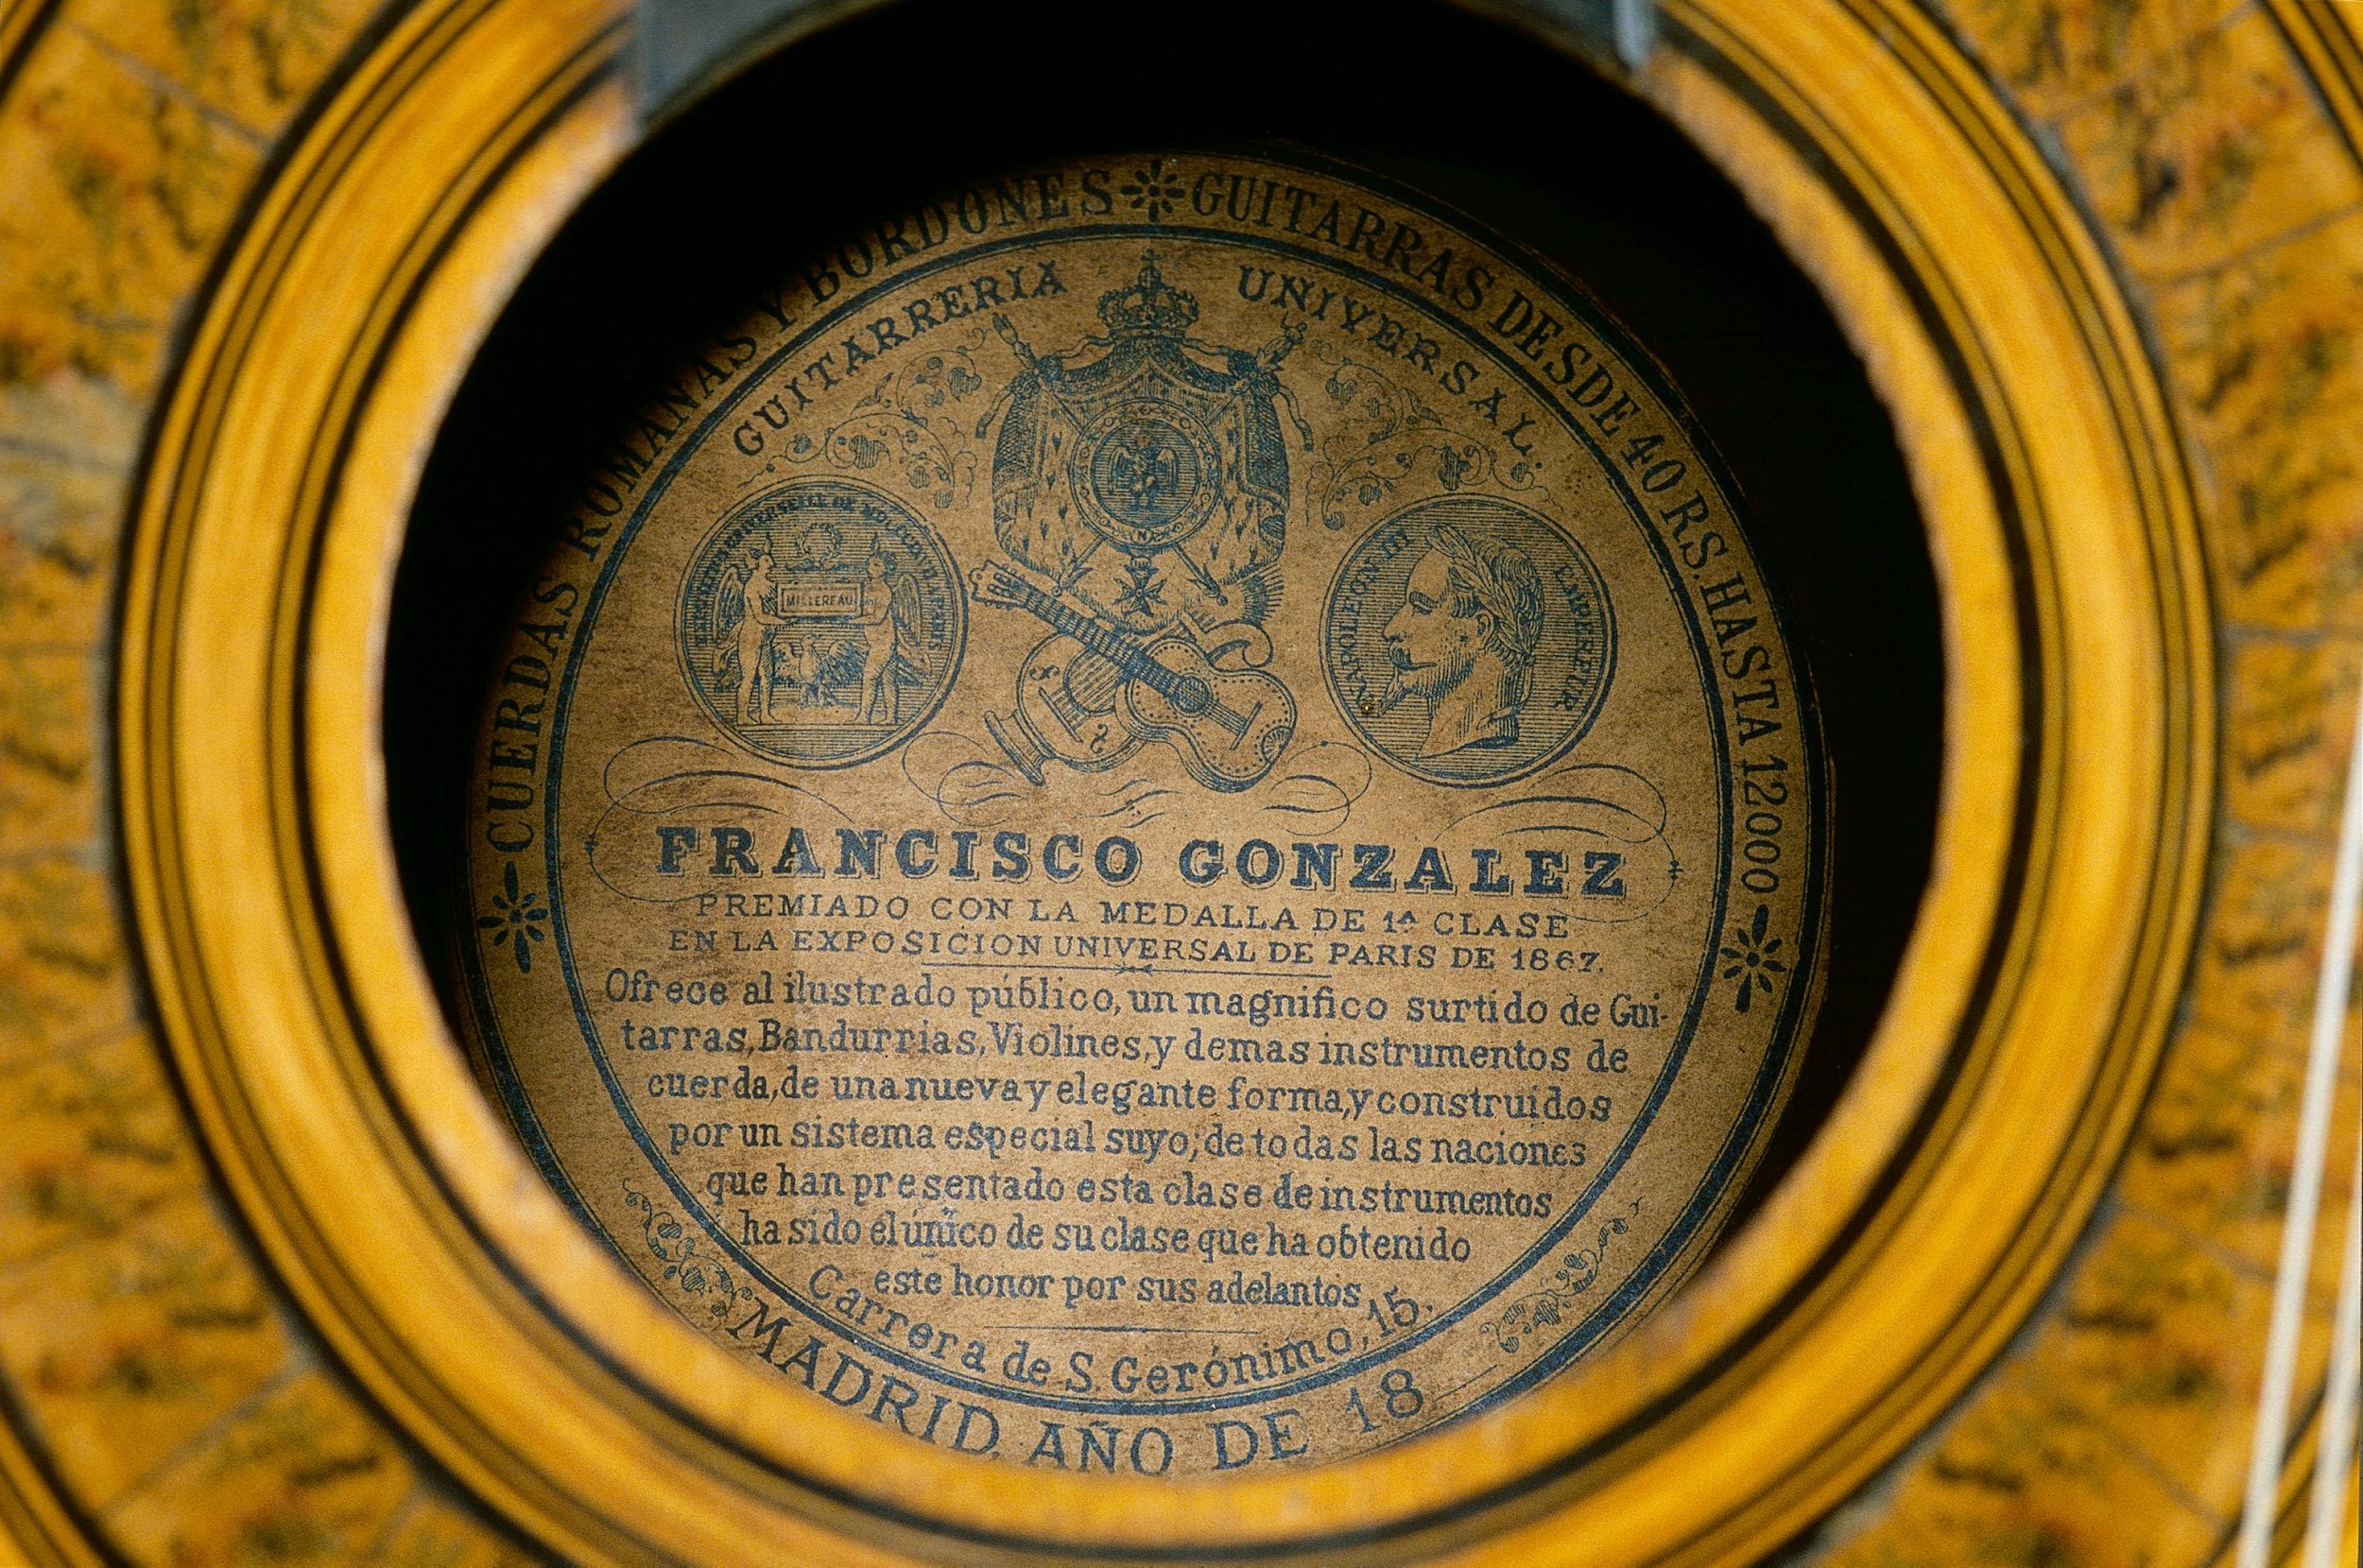 CUERDAS ROMANAS Y BORDONES
GUITARRAS DESDE 40 RS. HASTA 12000
GUITARRERIA UNIVERSAL.
MILLEREAU
NAPOLEON III EMPEREUR
N
FRANCISCO GONZALEZ
PREMIADO CON LA MEDALLA DE 1ª CLASE
EN LA EXPOSICION UNIVERSAL DE PARIS DE 1867.
Ofrece al ilustrado público, un magnifico surtido de Gui-
tarras, Bandurrias, Violines, y demas instrumentos de
cuerda, de una nueva y elegante forma, y construidos
por un sistema especial suyo; de todas las naciones
que han presentado esta clase de instrumentos
ha sido el único de su clase que ha obtenido
este honor por sus adelantos
Carrera de S. Gerónimo, 15.
MADRID, AÑO DE 18